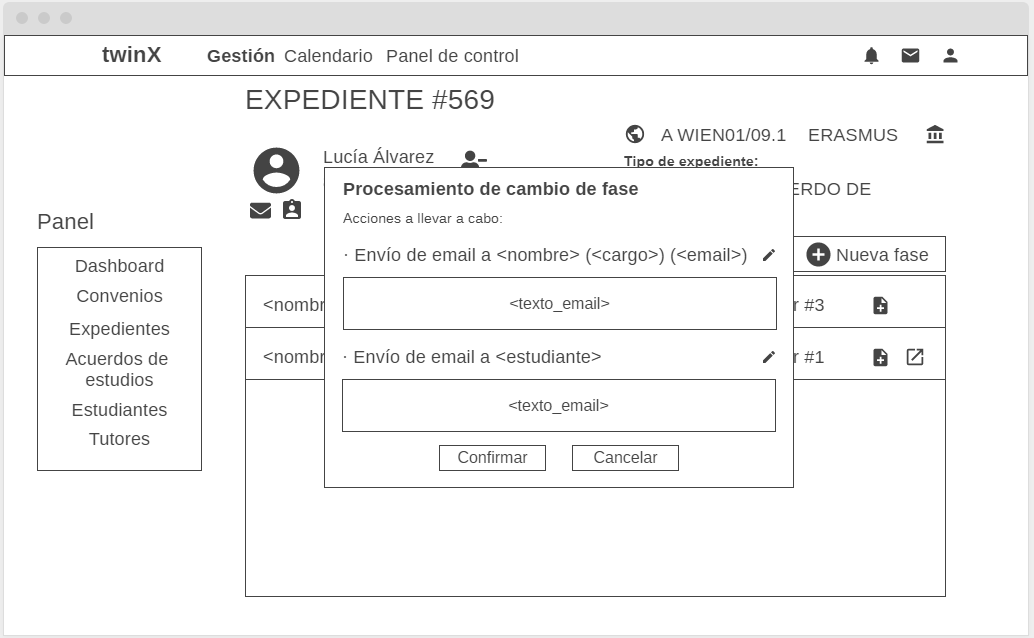 twinX Gestión Calendario Panel de control
EXPEDIENTE #569
A WIEN01/09.1 ERASMUS
Lucía Álvarez
Tipo de expediente:
ERDO DE
Panel
Dashboard
Convenios
Expedientes
Acuerdos de
estudios
Estudiantes
Tutores
Nueva fase
<nombr r #3
<nombr r #1
Procesamiento de cambio de fase
Acciones a llevar a cabo:
· Envío de email a <nombre> (<cargo>) (<email>)
<texto_email>
· Envío de email a <estudiante>
<texto_email>
Confirmar Cancelar